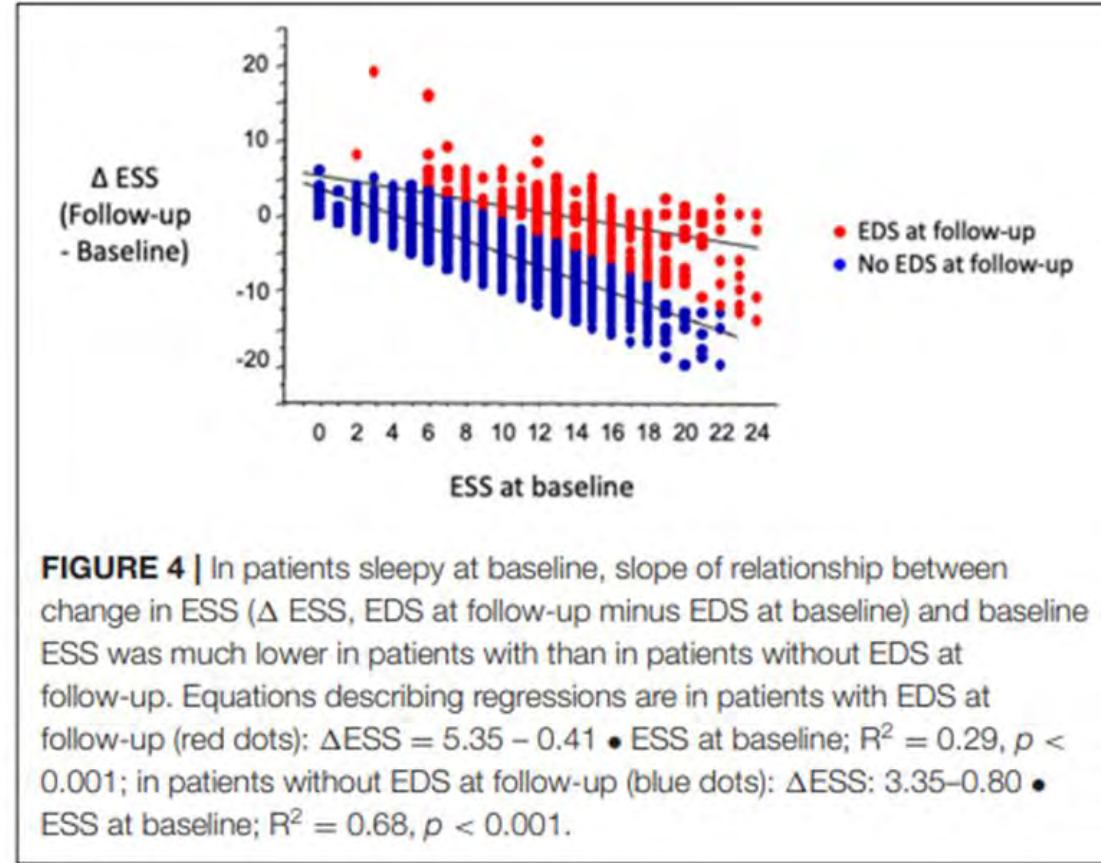 20
10
0
-10
-20
Δ ESS
(Follow-up
- Baseline)
EDS at follow-up
No EDS at follow-up
0 2 4 6 8 10 12 14 16 18 20 22 24
ESS at baseline
FIGURE 4 | In patients sleepy at baseline, slope of relationship between
change in ESS (Δ ESS, EDS at follow-up minus EDS at baseline) and baseline
ESS was much lower in patients with than in patients without EDS at
follow-up. Equations describing regressions are in patients with EDS at
follow-up (red dots): ΔESS = 5.35 – 0.41 • ESS at baseline; R² = 0.29, p <
0.001; in patients without EDS at follow-up (blue dots): ΔESS: 3.35–0.80 •
ESS at baseline; R² = 0.68, p < 0.001.